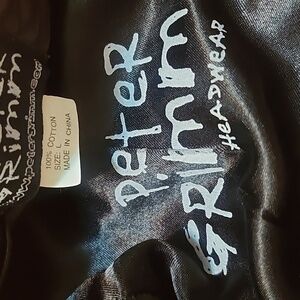 PeteR
GRimm
HEADWEAR
100% COTTON
SIZE: L
MADE IN CHINA